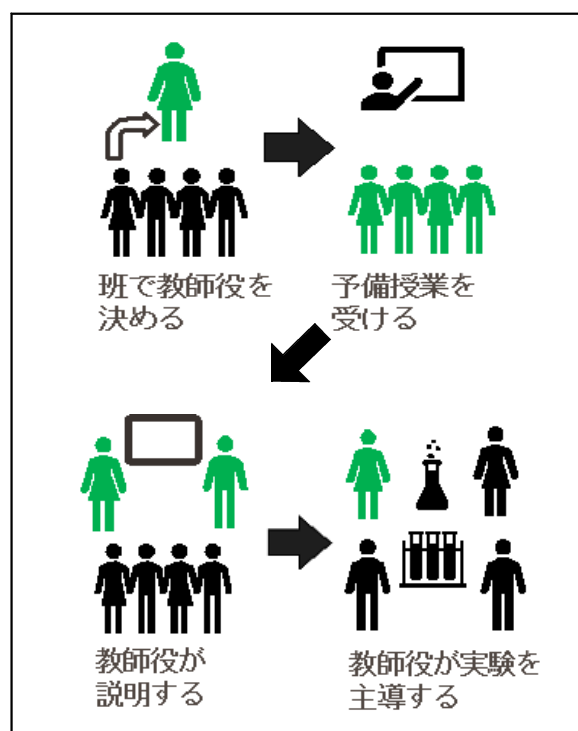 班で教師役を
決める
予備授業を
受ける
教師役が
説明する
教師役が実験を
主導する